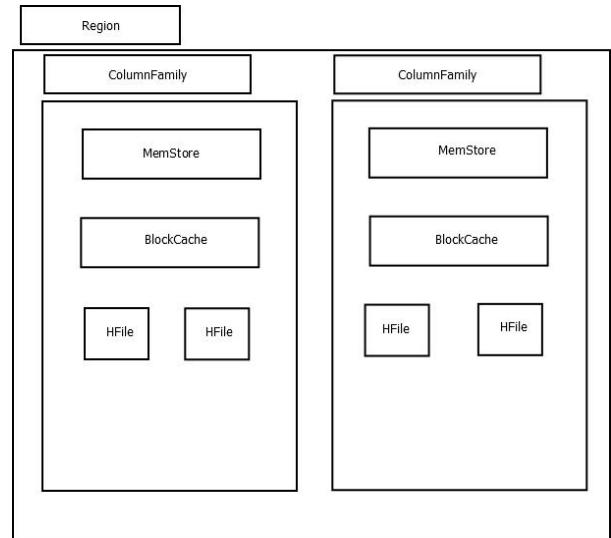 Region
ColumnFamily
ColumnFamily
MemStore
MemStore
BlockCache
BlockCache
HFile
HFile
HFile
HFile